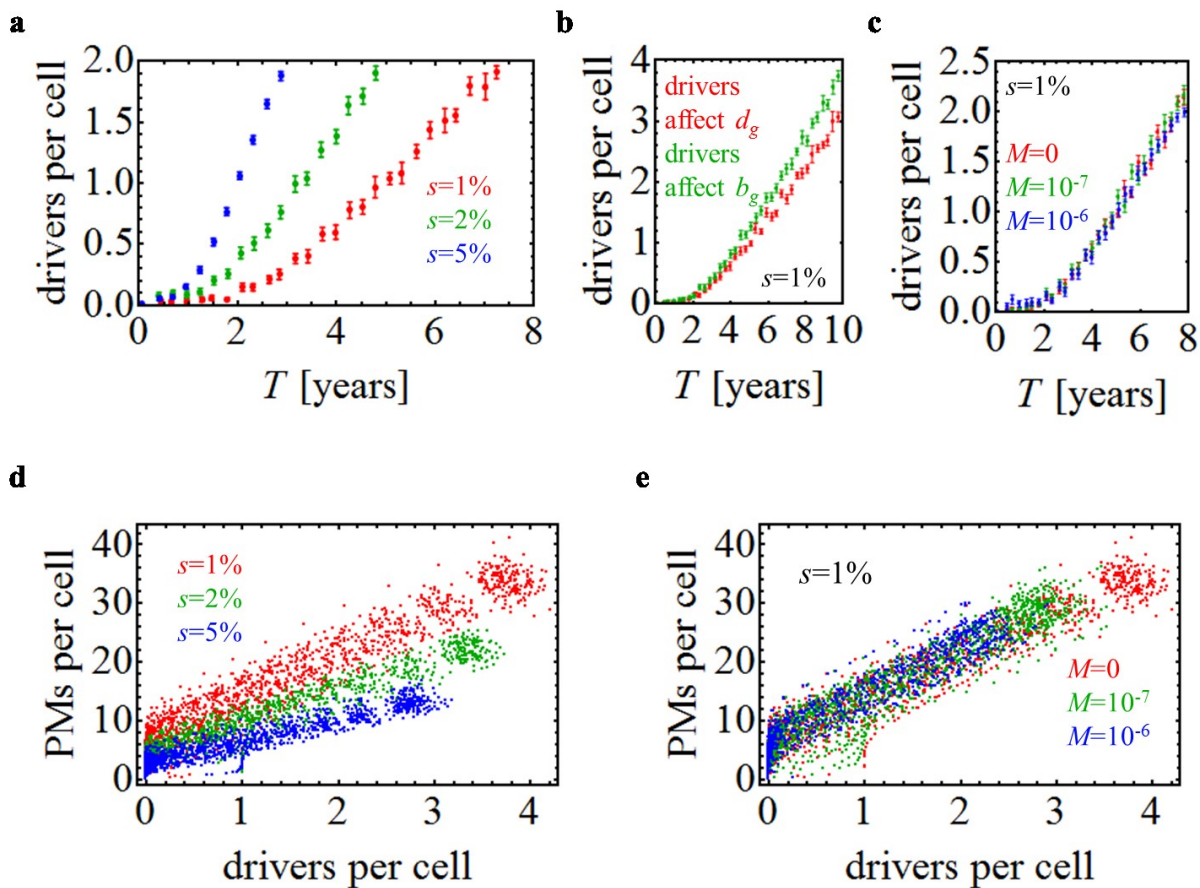 a
b
c
drivers per cell
2.0
1.5
1.0
0.5
0.0
0
2
4
6
8
T [years]
s=1%
s=2%
s=5%
drivers per cell
4
3
2
1
0
0 2 4 6 8 10
T [years]
drivers
affect dg
drivers
affect bg
s=1%
drivers per cell
2.5
2.0
1.5
1.0
0.5
0.0
0 2 4 6 8
T [years]
s=1%
M=0
M=10⁻⁷
M=10⁻⁶
d
e
PMs per cell
40
30
20
10
0
0 1 2 3 4
drivers per cell
s=1%
s=2%
s=5%
PMs per cell
40
30
20
10
0
0 1 2 3 4
drivers per cell
s=1%
M=0
M=10⁻⁷
M=10⁻⁶